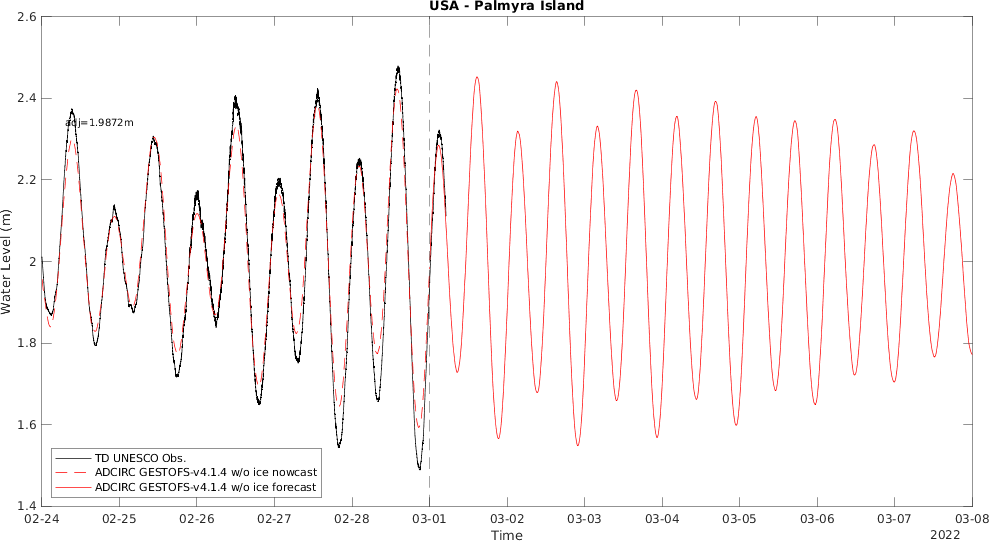 USA - Palmyra Island
2.6
2.4
2.2
2
1.8
1.6
1.4
Water Level (m)
adj=1.9872m
TD UNESCO Obs.
ADCIRC GESTOFS-v4.1.4 w/o ice nowcast
ADCIRC GESTOFS-v4.1.4 w/o ice forecast
02-24 02-25 02-26 02-27 02-28 03-01 03-02 03-03 03-04 03-05 03-06 03-07 03-08
Time
2022